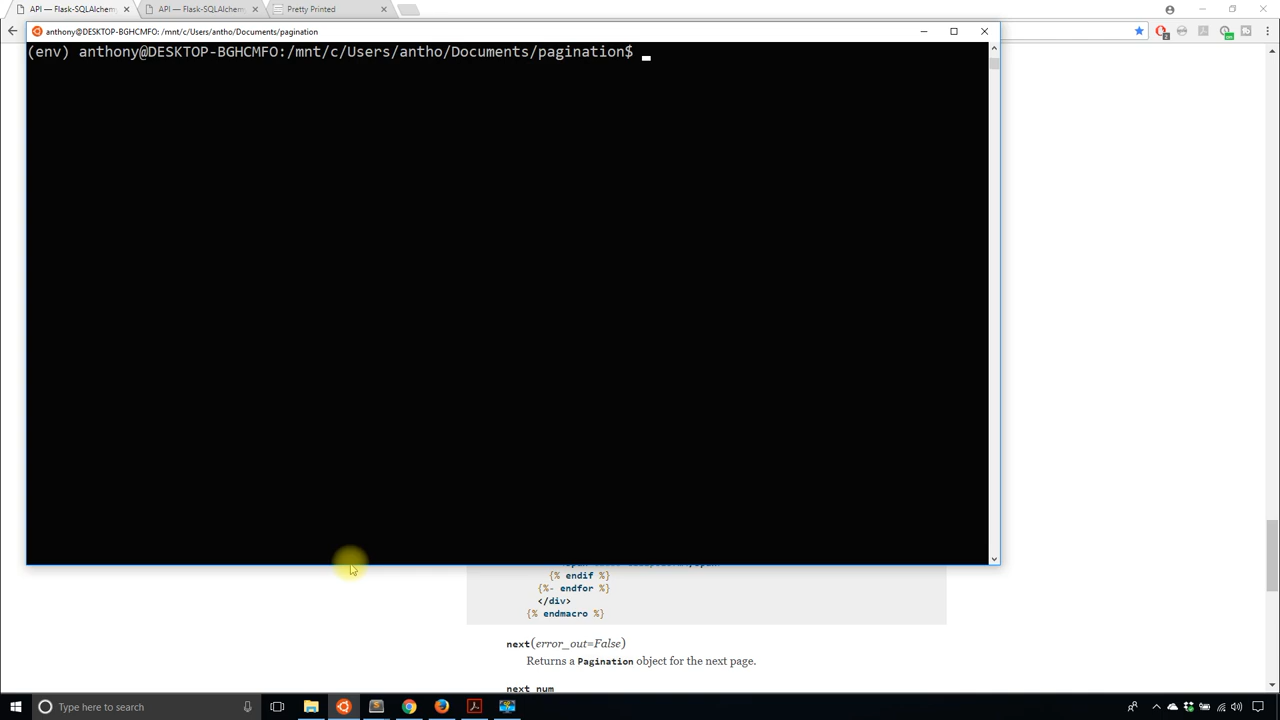 API — Flask-SQLAlchem
API — Flask-SQLAlchem
Pretty Printed
anthony@DESKTOP-BGHCMFO: /mnt/c/Users/antho/Documents/pagination
(env) anthony@DESKTOP-BGHCMFO:/mnt/c/Users/antho/Documents/pagination$
{% endif %}
{%- endfor %}
</div>
{% endmacro %}
next(error_out=False)
Returns a Pagination object for the next page.
next_num
Type here to search